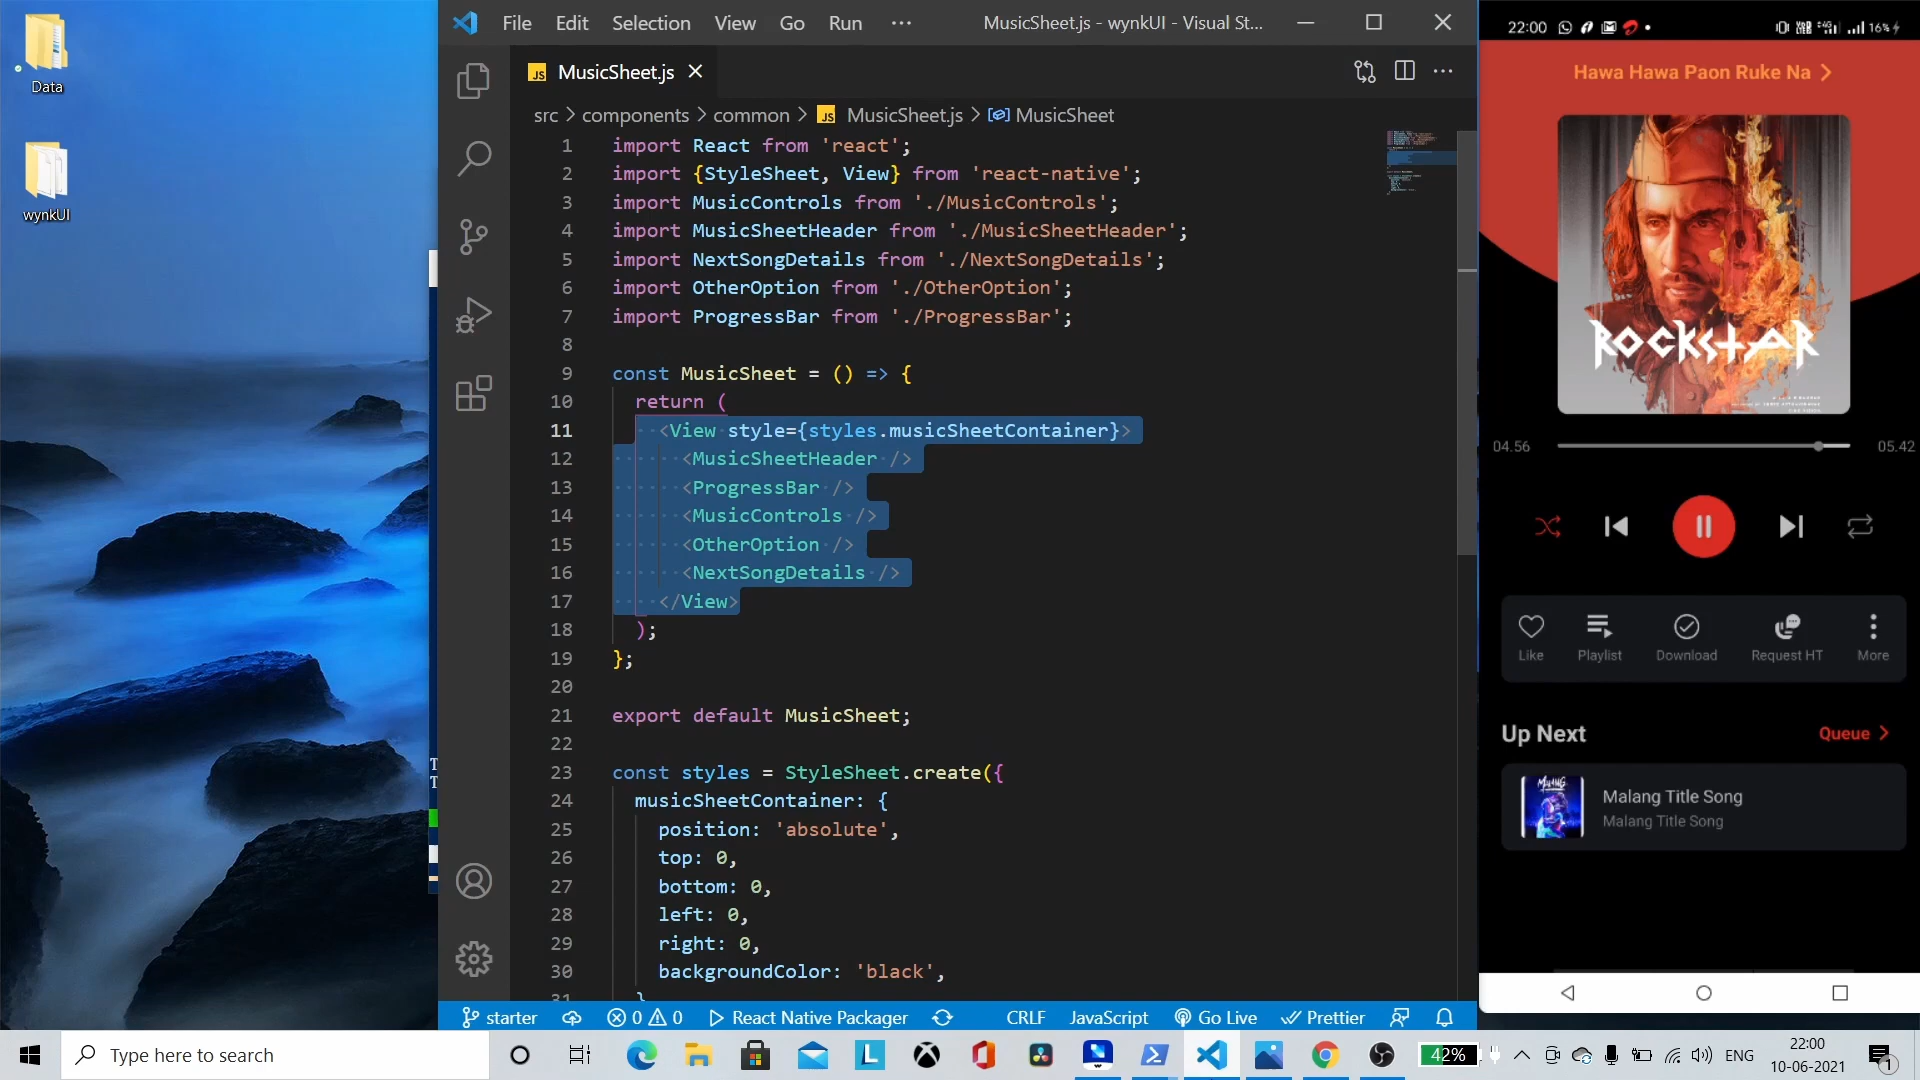 Data
wynkUI
File Edit Selection View Go Run ··· MusicSheet.js - wynkUI - Visual St...
JS MusicSheet.js
src > components > common > JS MusicSheet.js > MusicSheet
1 import React from 'react';
2 import {StyleSheet, View} from 'react-native';
3 import MusicControls from './MusicControls';
4 import MusicSheetHeader from './MusicSheetHeader';
5 import NextSongDetails from './NextSongDetails';
6 import OtherOption from './OtherOption';
7 import ProgressBar from './ProgressBar';
8
9 const MusicSheet = () => {
10 return (
11 <View style={styles.musicSheetContainer}>
12 <MusicSheetHeader />
13 <ProgressBar />
14 <MusicControls />
15 <OtherOption />
16 <NextSongDetails />
17 </View>
18 );
19 };
20
21 export default MusicSheet;
22
23 const styles = StyleSheet.create({
24 musicSheetContainer: {
25 position: 'absolute',
26 top: 0,
27 bottom: 0,
28 left: 0,
29 right: 0,
30 backgroundColor: 'black',
31 }
starter 0 0 React Native Packager CRLF JavaScript Go Live Prettier
22:00 16%
Hawa Hawa Paon Ruke Na >
ROCKSTAR
04.56 05.42
Like Playlist Download Request HT More
Up Next Queue >
MALANG
Malang Title Song
Malang Title Song
Type here to search
42% ENG 22:00
10-06-2021
1